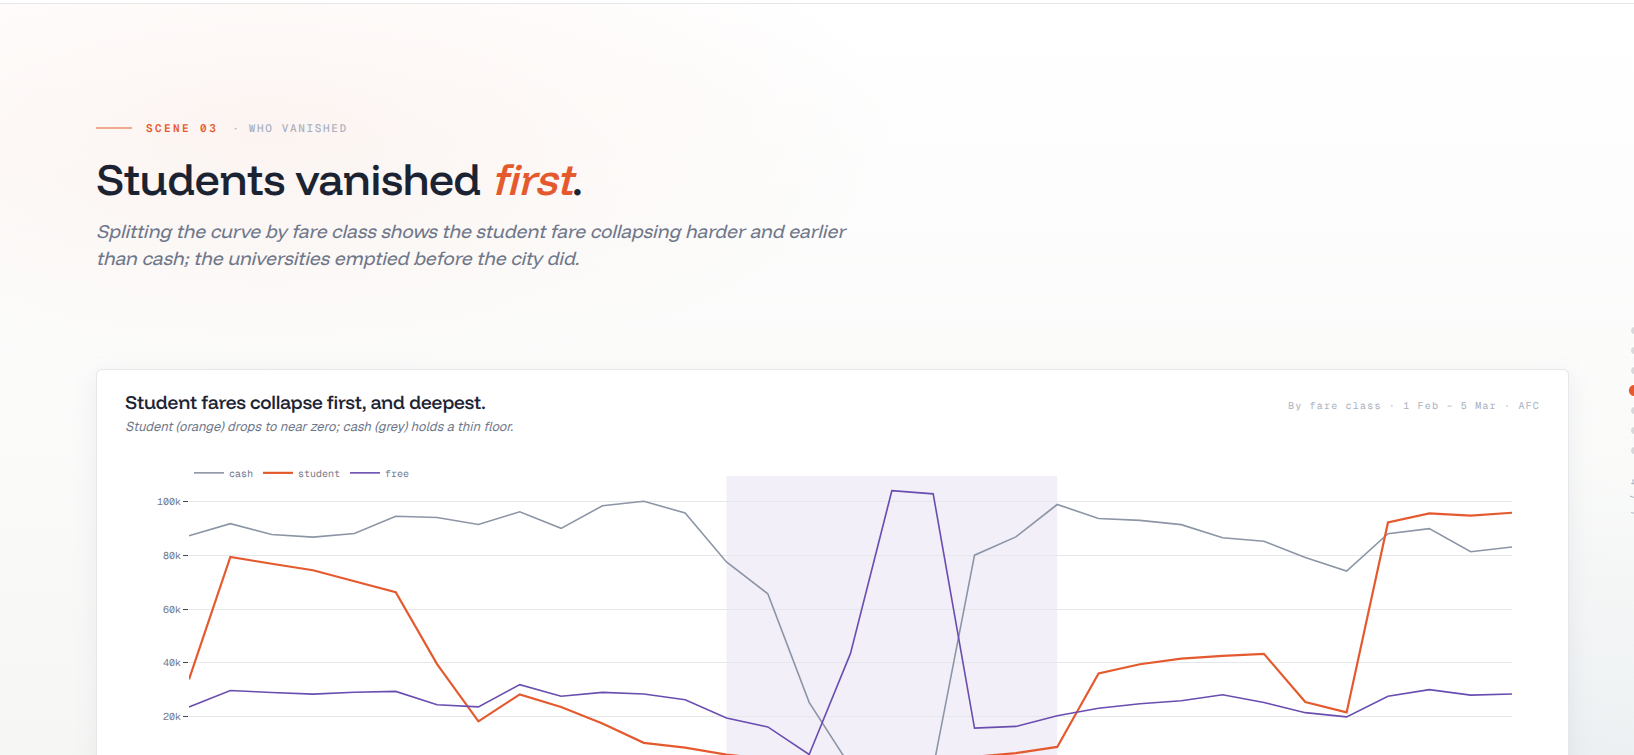 SCENE 03 · WHO VANISHED
Students vanished first.
Splitting the curve by fare class shows the student fare collapsing harder and earlier
than cash; the universities emptied before the city did.
Student fares collapse first, and deepest.
By fare class · 1 Feb – 5 Mar · AFC
Student (orange) drops to near zero; cash (grey) holds a thin floor.
cash student free
100k
80k
60k
40k
20k